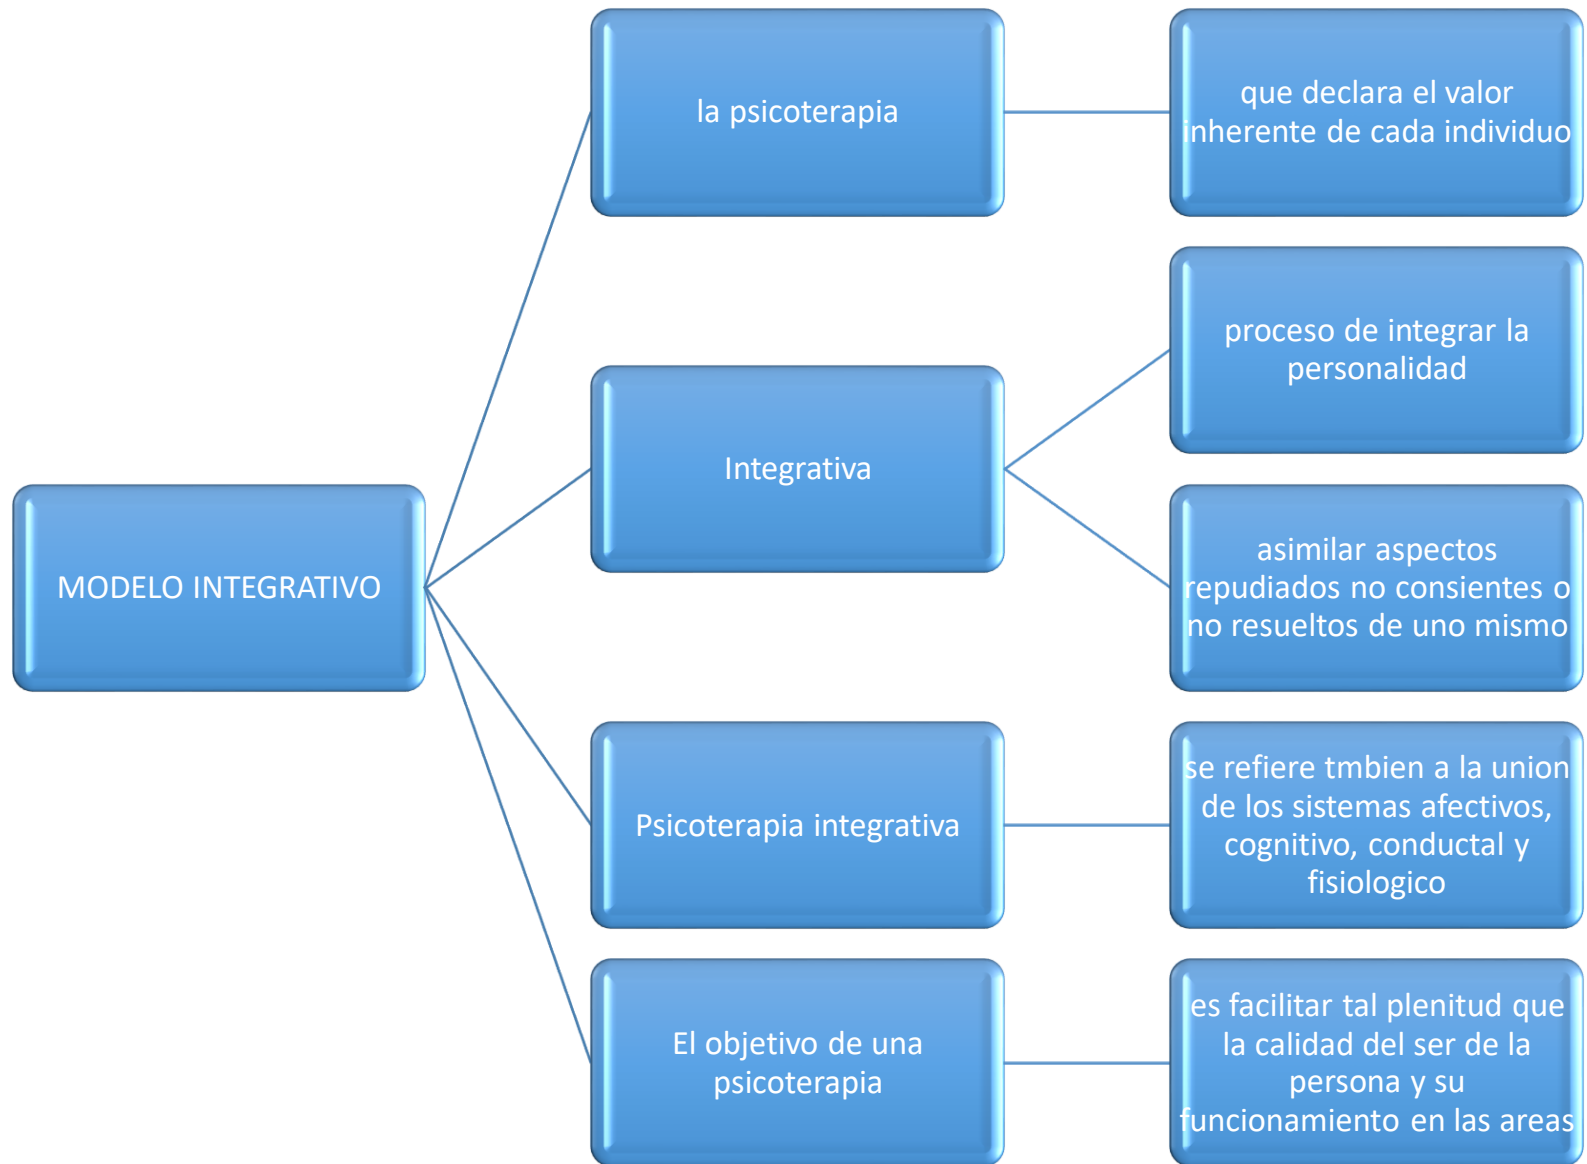 la psicoterapia
que declara el valor
inherente de cada individuo
Integrativa
proceso de integrar la
personalidad
asimilar aspectos
repudiados no consientes o
no resueltos de uno mismo
MODELO INTEGRATIVO
Psicoterapia integrativa
se refiere tmbien a la union
de los sistemas afectivos,
cognitivo, conductal y
fisiologico
El objetivo de una
psicoterapia
es facilitar tal plenitud que
la calidad del ser de la
persona y su
funcionamiento en las areas